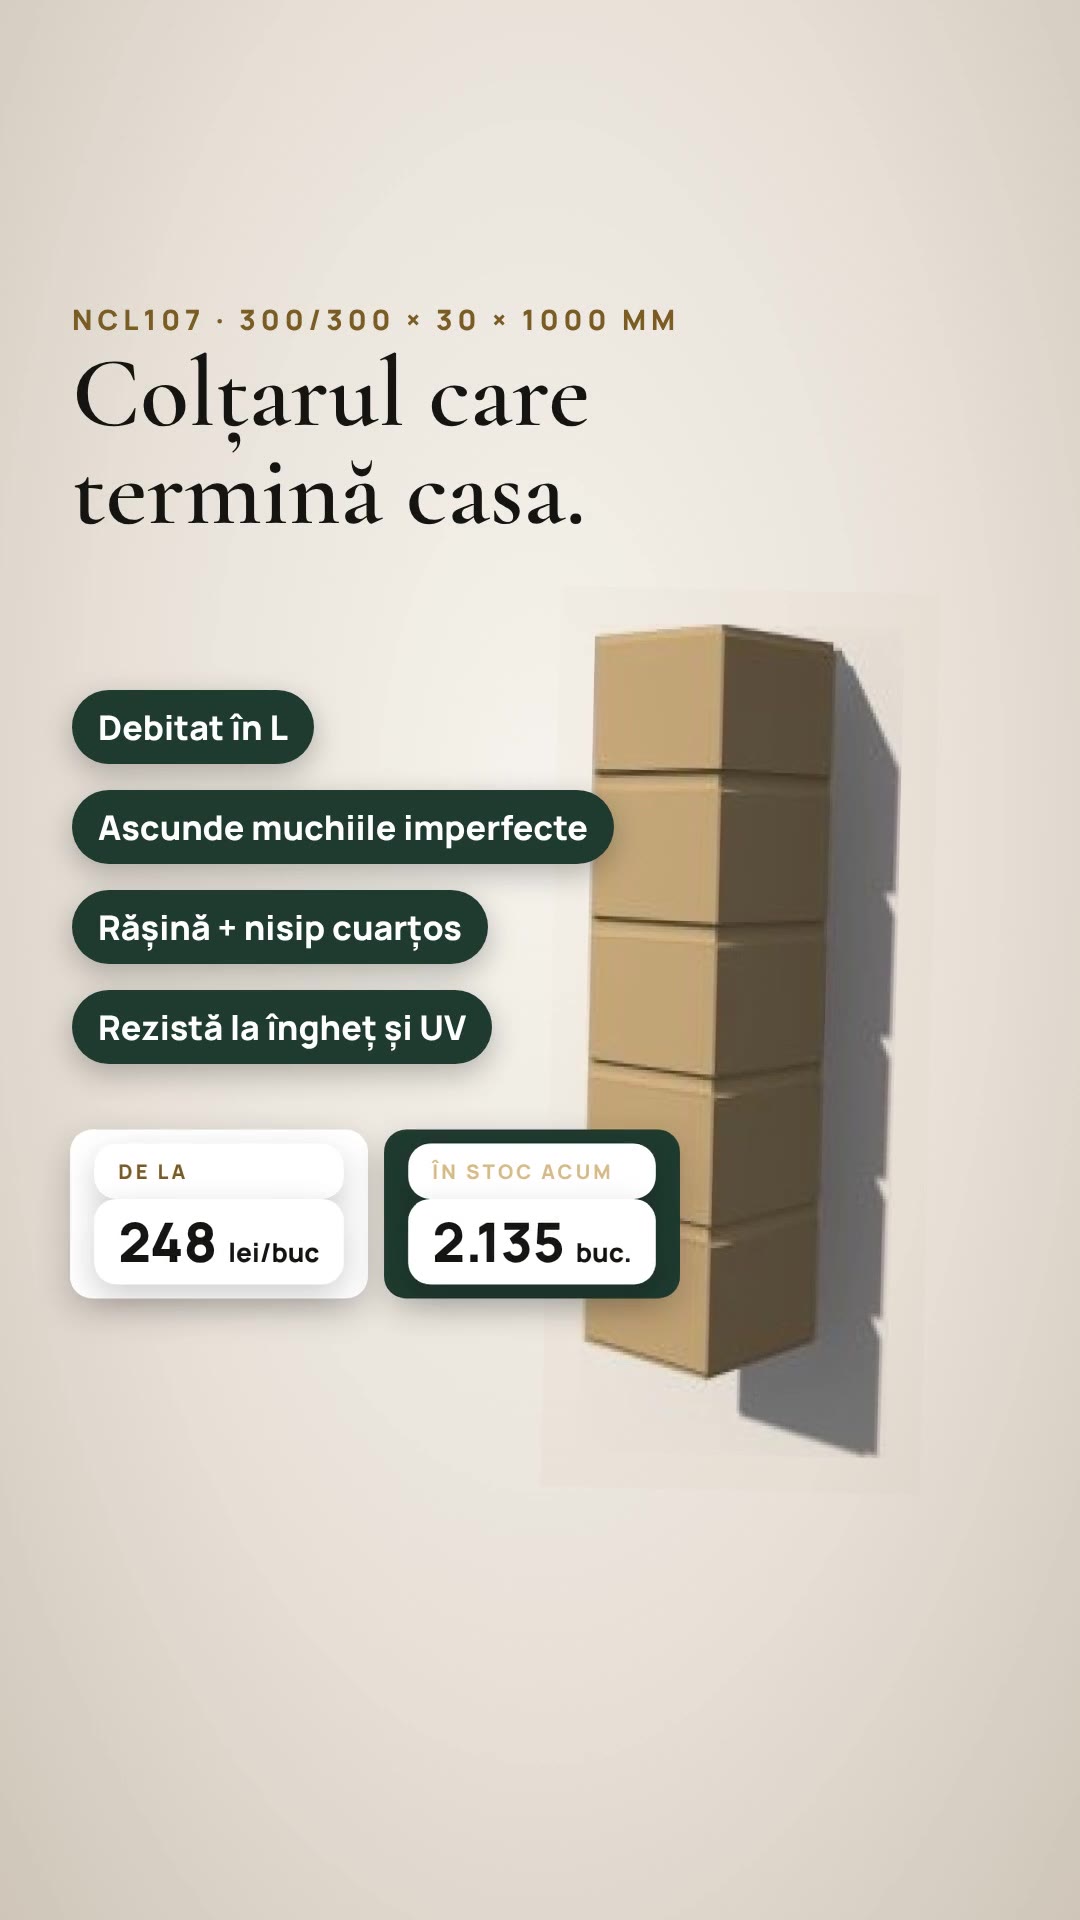 NCL107 · 300/300 × 30 × 1000 MM
Colțarul care
termină casa.
Debitat în L
Ascunde muchiile imperfecte
Rășină + nisip cuarțos
Rezistă la îngheț și UV
DE LA
248 lei/buc
ÎN STOC ACUM
2.135 buc.